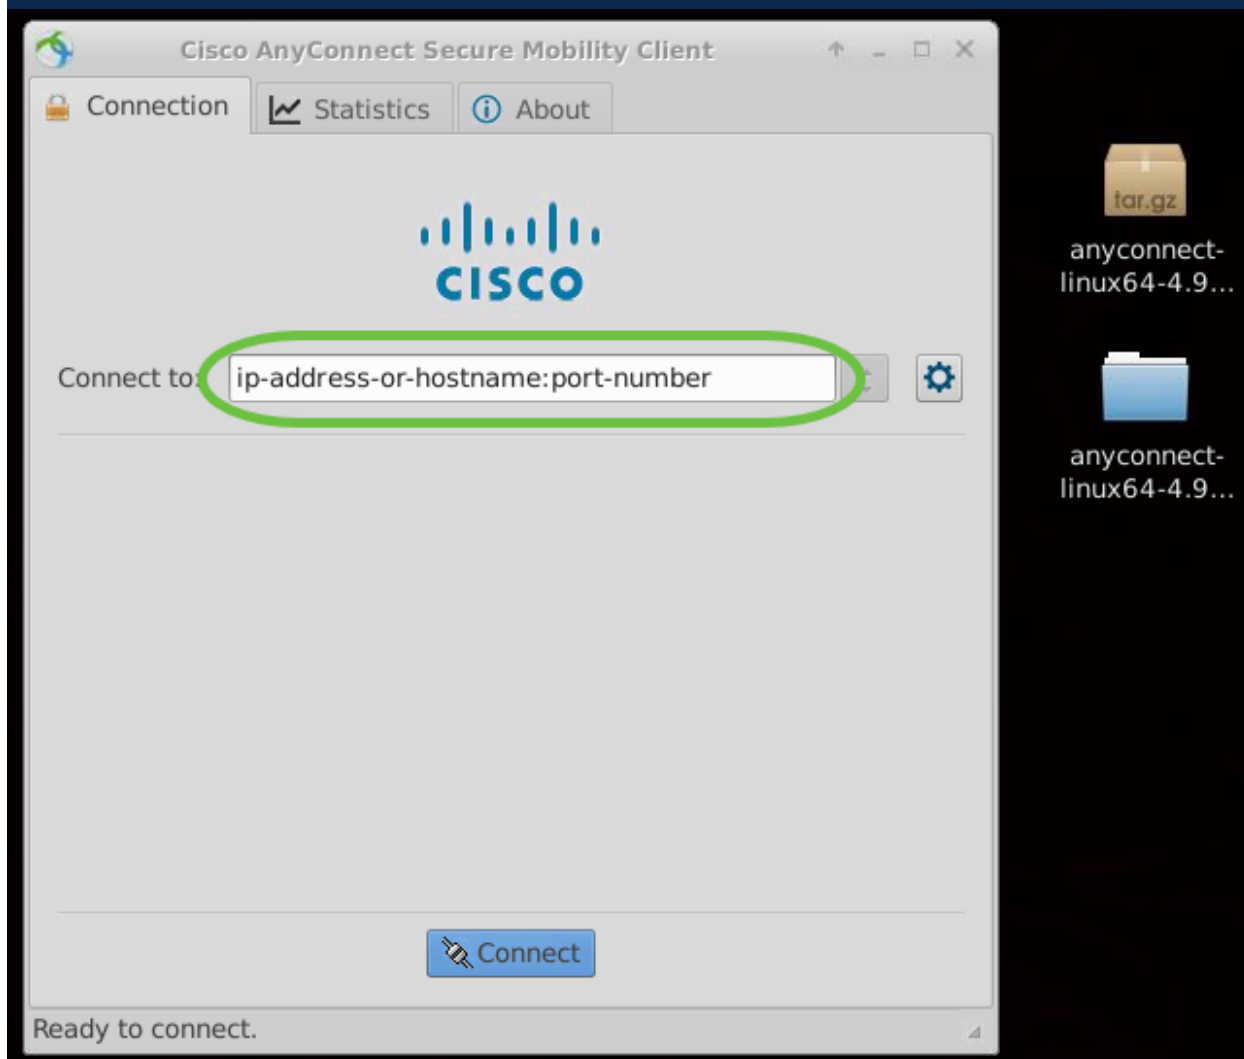 Cisco AnyConnect Secure Mobility Client
Connection
Statistics
About
CISCO
Connect to:
ip-address-or-hostname:port-number
Connect
Ready to connect.
tar.gz
anyconnect-
linux64-4.9...
anyconnect-
linux64-4.9...